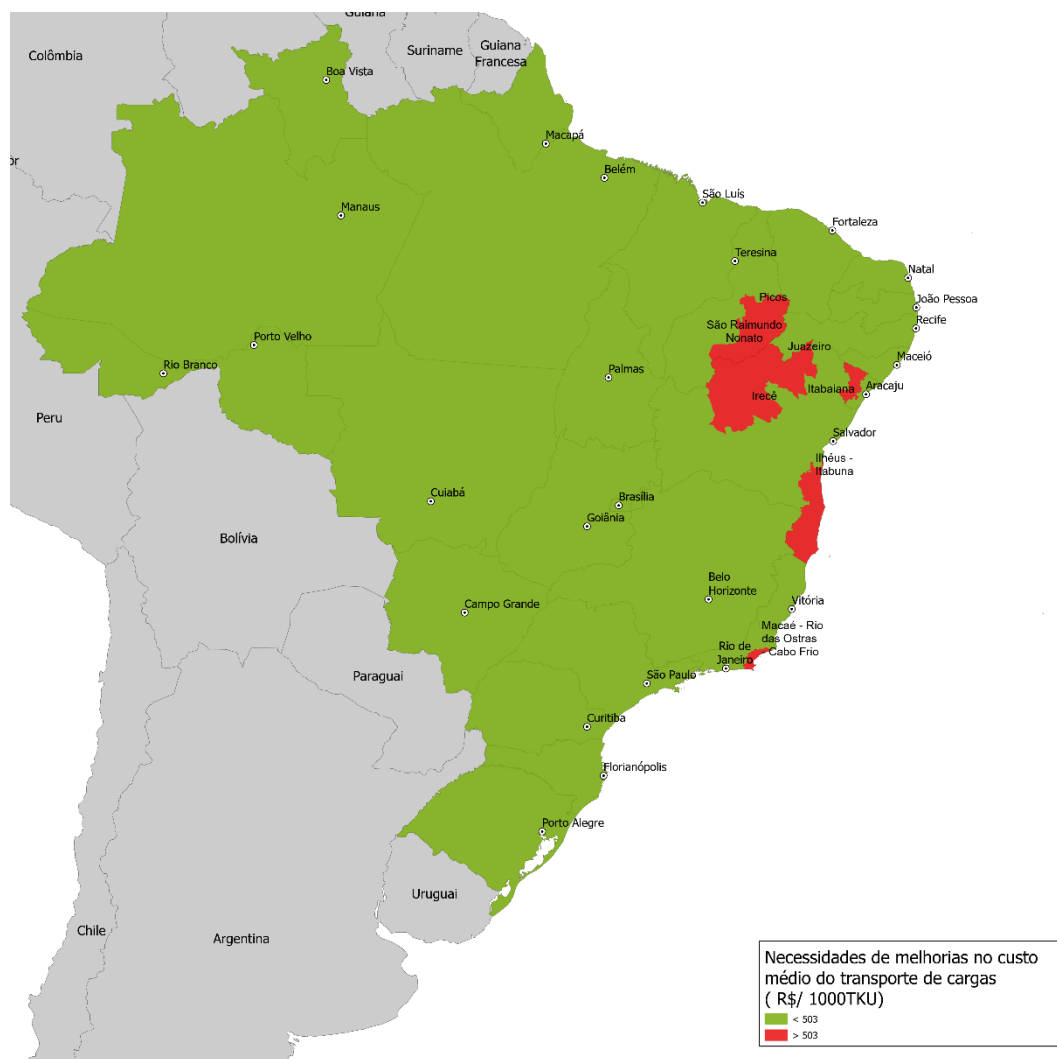 Guiana
Colômbia
Suriname
Guiana
Francesa
Boa Vista
Macapá
Belém
São Luís
Manaus
Fortaleza
Teresina
Natal
Picos
João Pessoa
Recife
São Raimundo
Nonato
Juazeiro
Porto Velho
Rio Branco
Maceió
Palmas
Itabaiana
Aracaju
Irecê
Peru
Salvador
Ilhéus -
Itabuna
Cuiabá
Brasília
Goiânia
Bolívia
Belo
Horizonte
Campo Grande
Vitória
Macaé - Rio
das Ostras
- Cabo Frio
Rio de
Janeiro
Paraguai
São Paulo
Curitiba
Florianópolis
Porto Alegre
Uruguai
Chile
Argentina
Necessidades de melhorias no custo
médio do transporte de cargas
( R$/ 1000TKU)
< 503
> 503